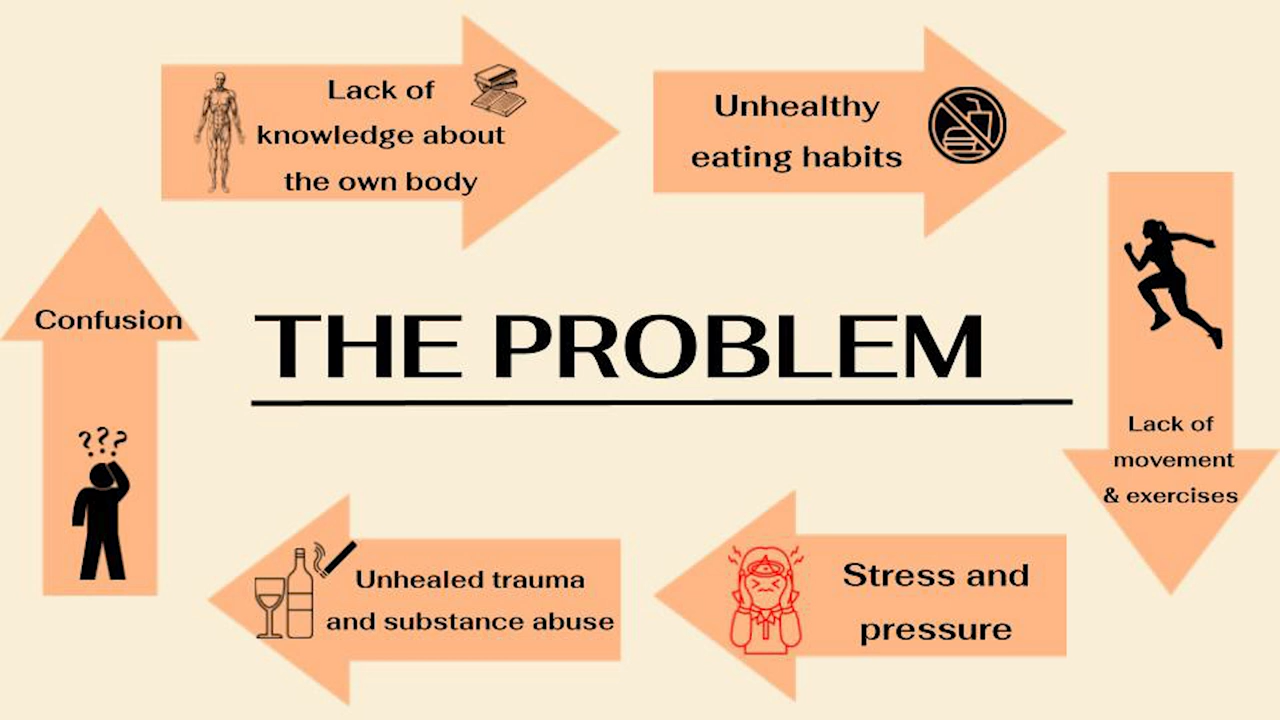 Lack of
knowledge about
the own body
Unhealthy
eating habits
Lack of
movement
& exercises
Stress and
pressure
Unhealed trauma
and substance abuse
Confusion
???
THE PROBLEM